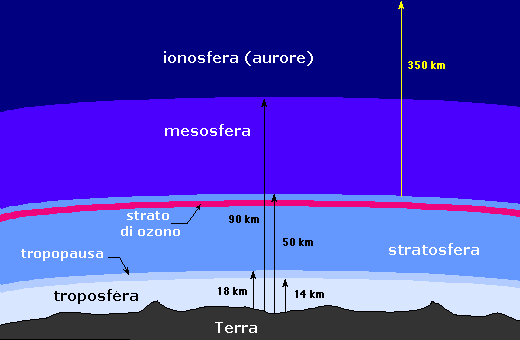 ionosfera (aurore)
350 km
mesosfera
strato
di ozono
90 km
50 km
stratosfera
tropopausa
troposfera
18 km
14 km
Terra